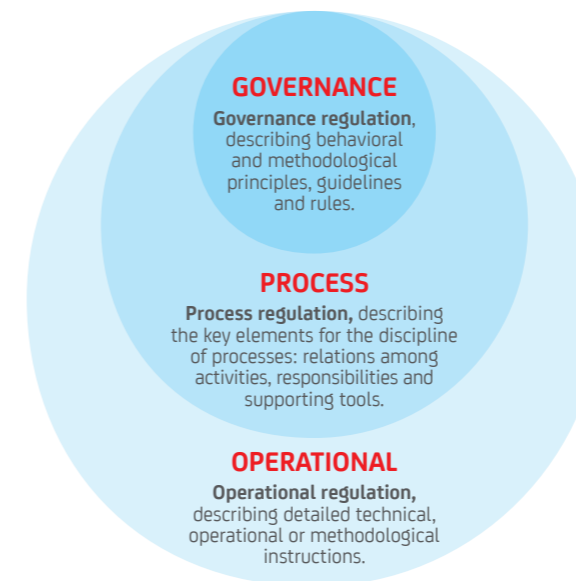 GOVERNANCE
Governance regulation,
describing behavioral
and methodological
principles, guidelines
and rules.
PROCESS
Process regulation, describing
the key elements for the discipline
of processes: relations among
activities, responsibilities and
supporting tools.
OPERATIONAL
Operational regulation,
describing detailed technical,
operational or methodological
instructions.